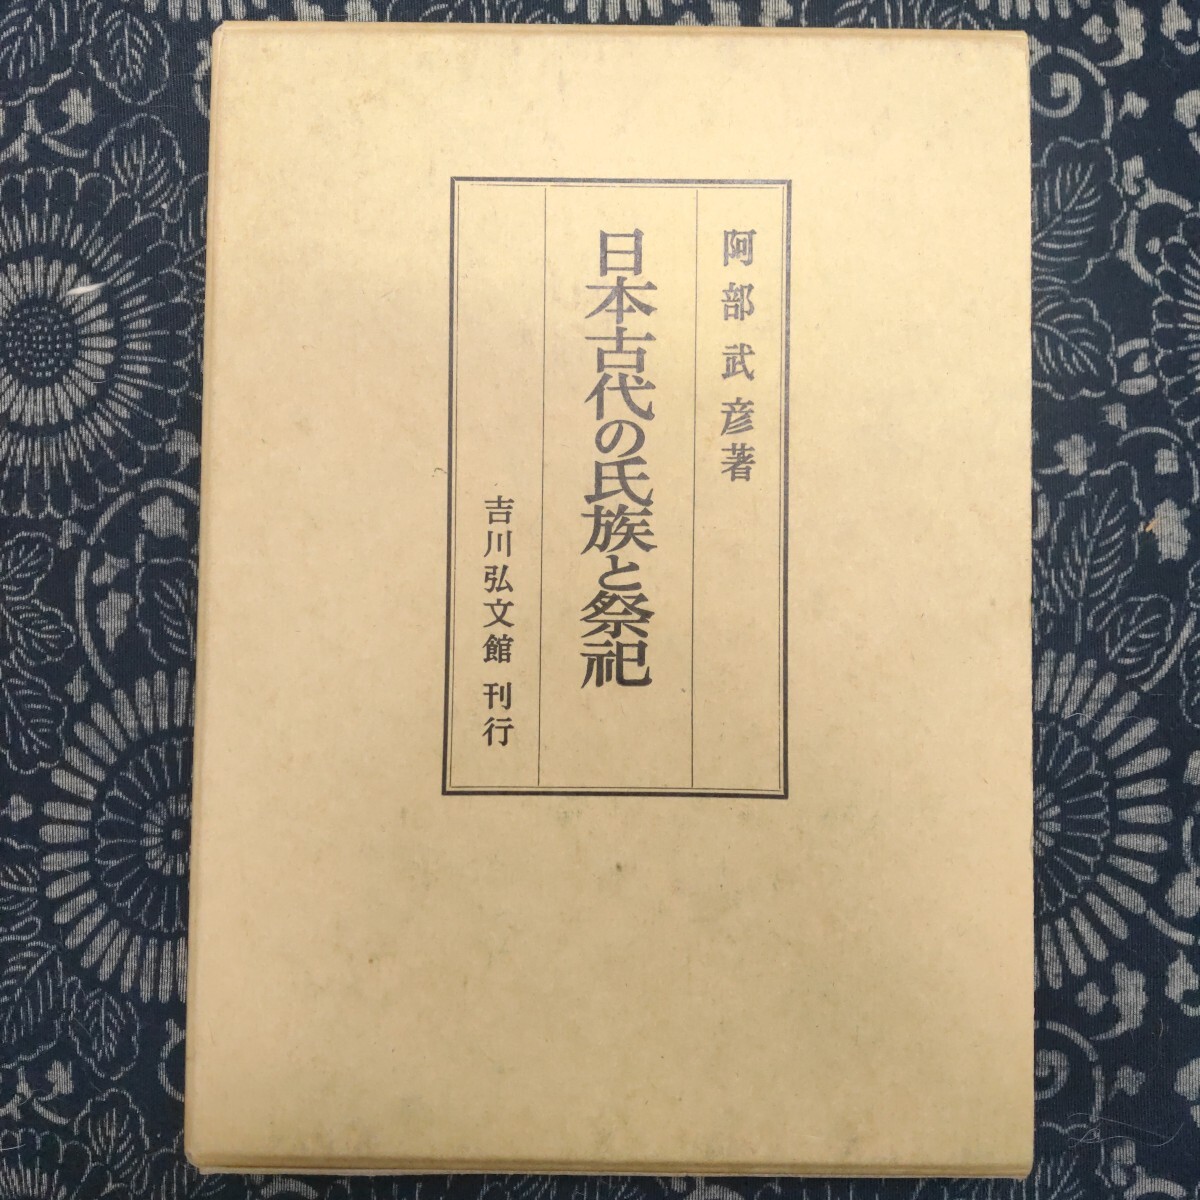 阿部武彦著
日本古代の氏族と祭祀
吉川弘文館 刊行